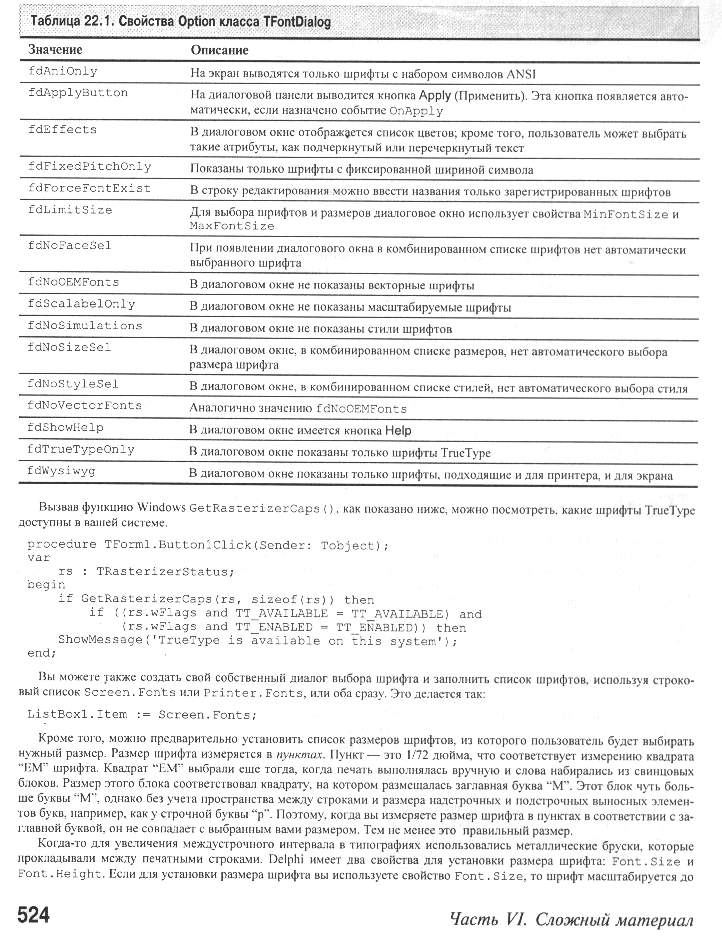 Таблица 22.1. Свойства Option класса TFontDialog
Значение Описание
fdAniOnly На экран выводятся только шрифты с набором символов ANSI
fdApplyButton На диалоговой панели выводится кнопка Apply (Применить). Эта кнопка появляется авто-
матически, если назначено событие OnApply
fdEffects В диалоговом окне отображается список цветов; кроме того, пользователь может выбрать
такие атрибуты, как подчеркнутый или перечеркнутый текст
fdFixedPitchOnly Показаны только шрифты с фиксированной шириной символа
fdForceFontExist В строку редактирования можно ввести названия только зарегистрированных шрифтов
fdLimitSize Для выбора шрифтов и размеров диалоговое окно использует свойства MinFontSize и
MaxFontSize
fdNoFaceSel При появлении диалогового окна в комбинированном списке шрифтов нет автоматически
выбранного шрифта
fdNoOEMFonts В диалоговом окне не показаны векторные шрифты
fdScalabelOnly В диалоговом окне не показаны масштабируемые шрифты
fdNoSimulations В диалоговом окне не показаны стили шрифтов
fdNoSizeSel В диалоговом окне, в комбинированном списке размеров, нет автоматического выбора
размера шрифта
fdNoStyleSel В диалоговом окне, в комбинированном списке стилей, нет автоматического выбора стиля
fdNoVectorFonts Аналогично значению fdNoOEMFonts
fdShowHelp В диалоговом окне имеется кнопка Help
fdTrueTypeOnly В диалоговом окне показаны только шрифты TrueType
fdWysiwyg В диалоговом окне показаны только шрифты, подходящие и для принтера, и для экрана
Вызвав функцию Windows GetRasterizerCaps(), как показано ниже, можно посмотреть, какие шрифты TrueType
доступны в вашей системе.
procedure TForm1.Button1Click(Sender: Tobject);
var
rs : TRasterizerStatus;
begin
if GetRasterizerCaps(rs, sizeof(rs)) then
if ((rs.wFlags and TT_AVAILABLE = TT_AVAILABLE) and
(rs.wFlags and TT_ENABLED = TT_ENABLED)) then
ShowMessage('TrueType is available on this system');
end;
Вы можете также создать свой собственный диалог выбора шрифта и заполнить список шрифтов, используя строко-
вый список Screen.Fonts или Printer.Fonts, или оба сразу. Это делается так:
ListBox1.Item := Screen.Fonts;
Кроме того, можно предварительно установить список размеров шрифтов, из которого пользователь будет выбирать
нужный размер. Размер шрифта измеряется в пунктах. Пункт — это 1/72 дюйма, что соответствует измерению квадрата
“EM” шрифта. Квадрат “EM” выбрали еще тогда, когда печать выполнялась вручную и слова набирались из свинцовых
блоков. Размер этого блока соответствовал квадрату, на котором размещалась заглавная буква “M”. Этот блок чуть боль-
ше буквы “M”, однако без учета пространства между строками и размера надстрочных и подстрочных выносных элемен-
тов букв, например, как у строчной буквы “p”. Поэтому, когда вы измеряете размер шрифта в пунктах в соответствии с за-
главной буквой, он не совпадает с выбранным вами размером. Тем не менее это правильный размер.
Когда-то для увеличения междустрочного интервала в типографиях использовались металлические бруски, которые
прокладывали между печатными строками. Delphi имеет два свойства для установки размера шрифта: Font.Size и
Font.Height. Если для установки размера шрифта вы используете свойство Font.Size, то шрифт масштабируется до
524 Часть VI. Сложный материал